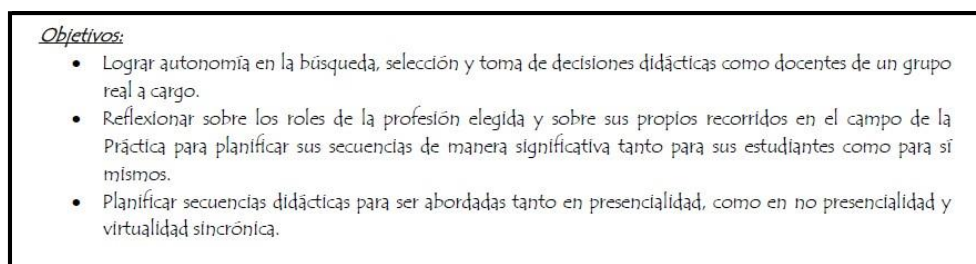 Objetivos:
• Lograr autonomía en la búsqueda, selección y toma de decisiones didácticas como docentes de un grupo
real a cargo.
• Reflexionar sobre los roles de la profesión elegida y sobre sus propios recorridos en el campo de la
Práctica para planificar sus secuencias de manera significativa tanto para sus estudiantes como para sí
mismos.
• Planificar secuencias didácticas para ser abordadas tanto en presencialidad, como en no presencialidad y
virtualidad sincrónica.